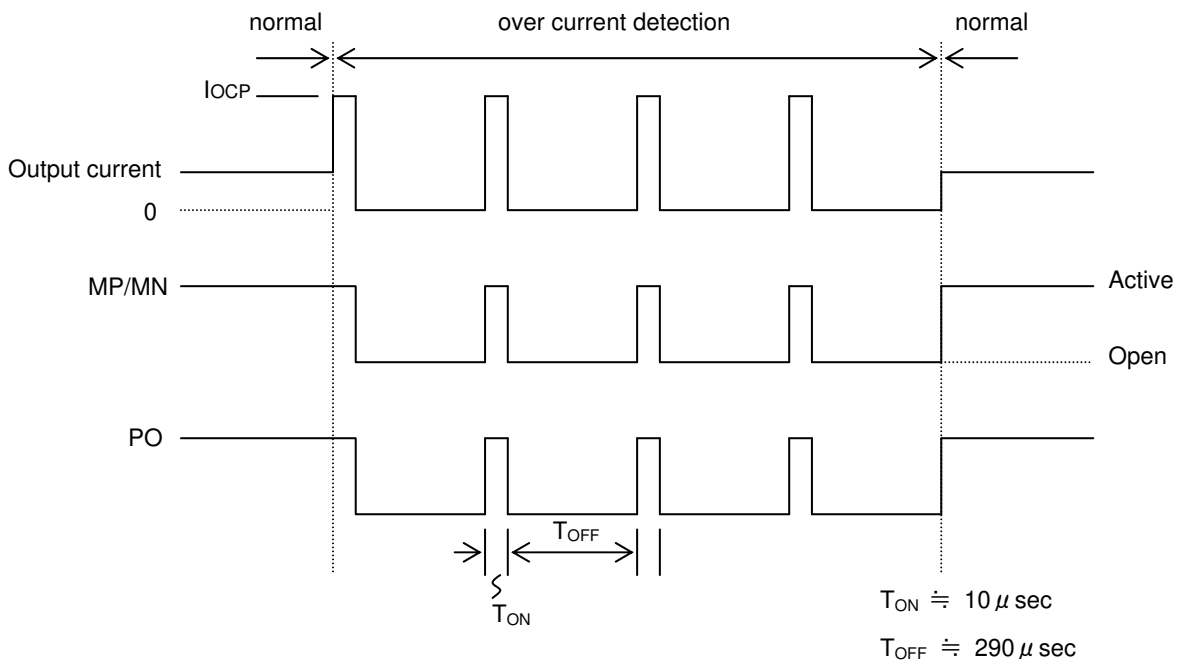 normal over current detection normal
IOCP
Output current
0
MP/MN
Active
Open
PO
TOFF
TON
TON ≒ 10 μ sec
TOFF ≒ 290 μ sec